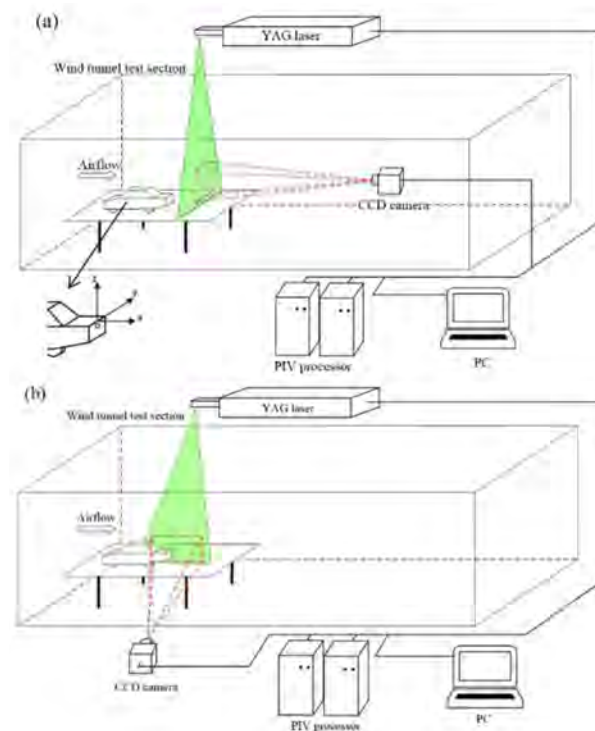 (a)
YAG laser
Wind tunnel test section
Airflow
CCD camera
z
y
x
PIV processor
PC
(b)
YAG laser
Wind tunnel test section
Airflow
CCD camera
PIV processor
PC